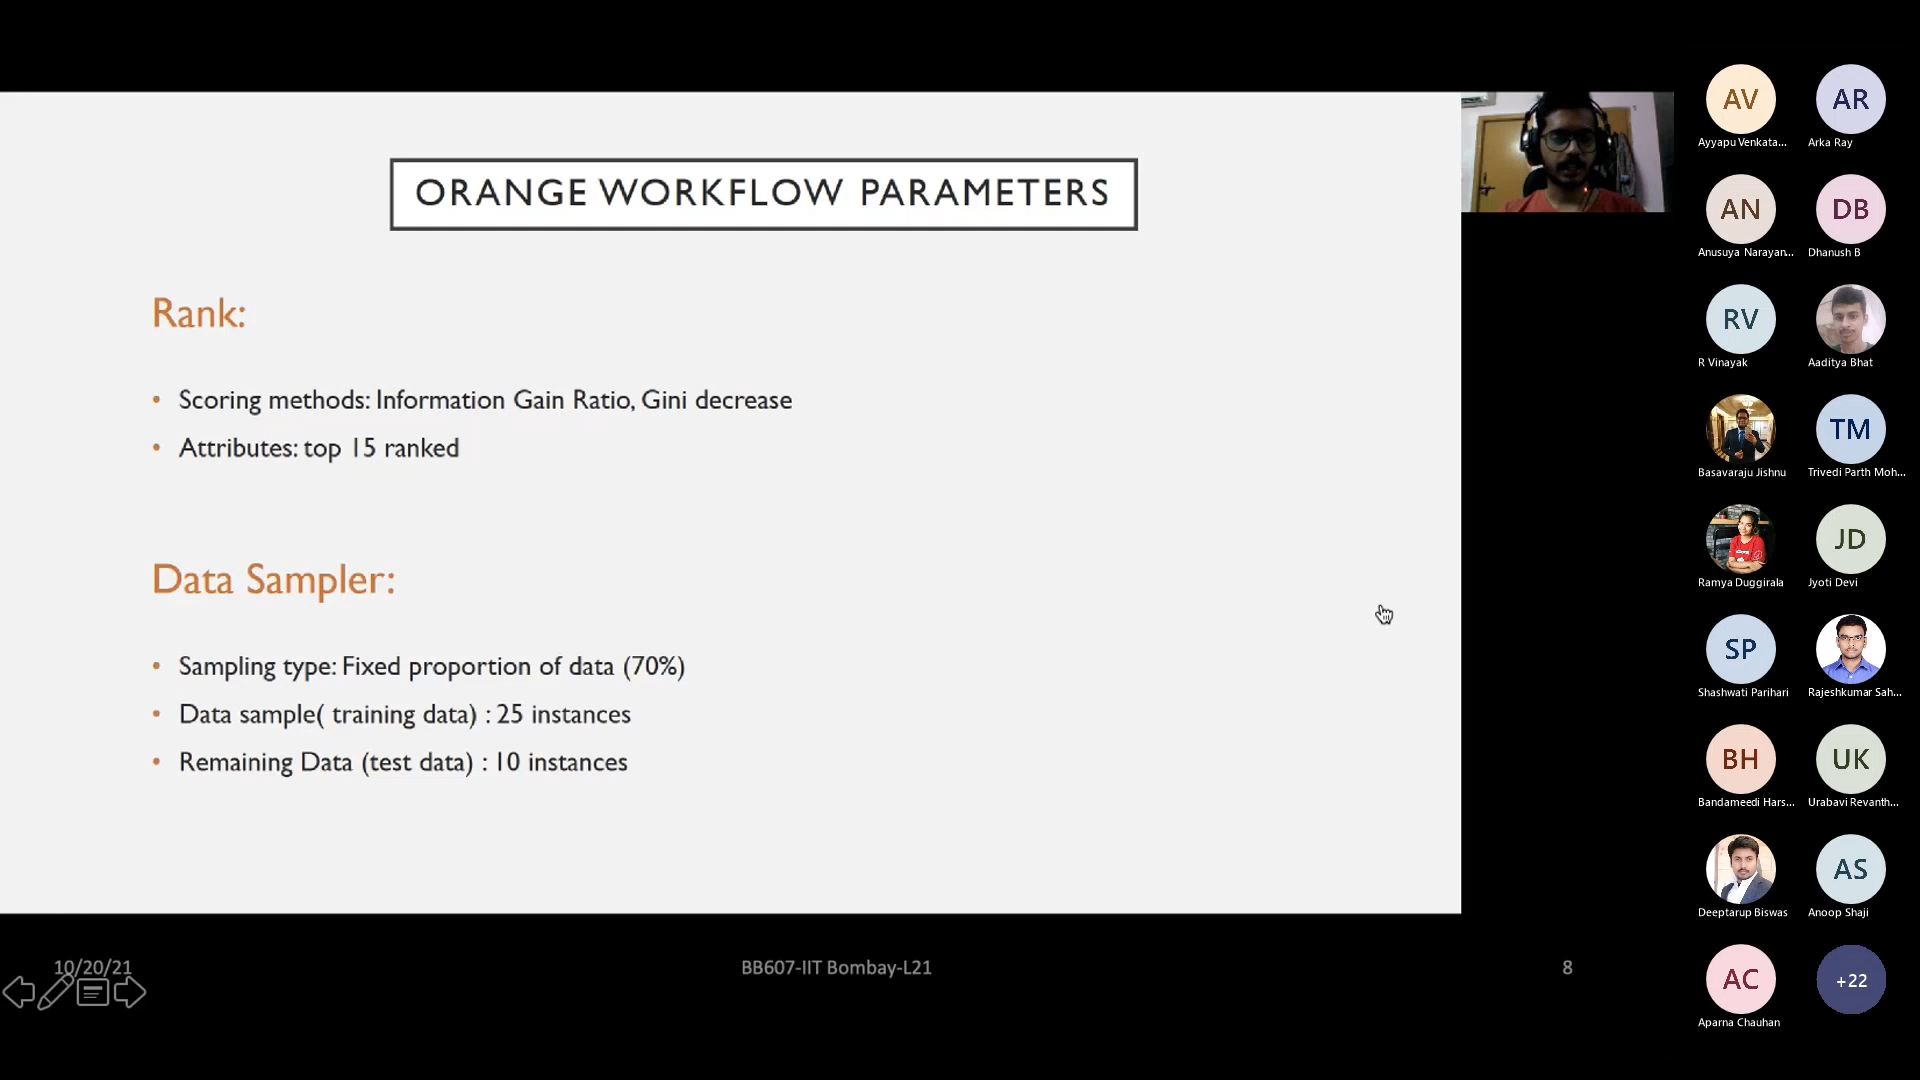 ORANGE WORKFLOW PARAMETERS
Rank:
• Scoring methods: Information Gain Ratio, Gini decrease
• Attributes: top 15 ranked
Data Sampler:
• Sampling type: Fixed proportion of data (70%)
• Data sample( training data) : 25 instances
• Remaining Data (test data) : 10 instances
10/20/21
BB607-IIT Bombay-L21
8
AV
AR
Ayyapu Venkata...
Arka Ray
AN
DB
Anusuya Narayan...
Dhanush B
RV
R Vinayak
Aaditya Bhat
TM
Basavaraju Jishnu
Trivedi Parth Moh...
JD
Ramya Duggirala
Jyoti Devi
SP
Shashwati Parihari
Rajeshkumar Sah...
BH
UK
Bandameedi Hars...
Urabavi Revanth...
AS
Deeptarup Biswas
Anoop Shaji
AC
+22
Aparna Chauhan